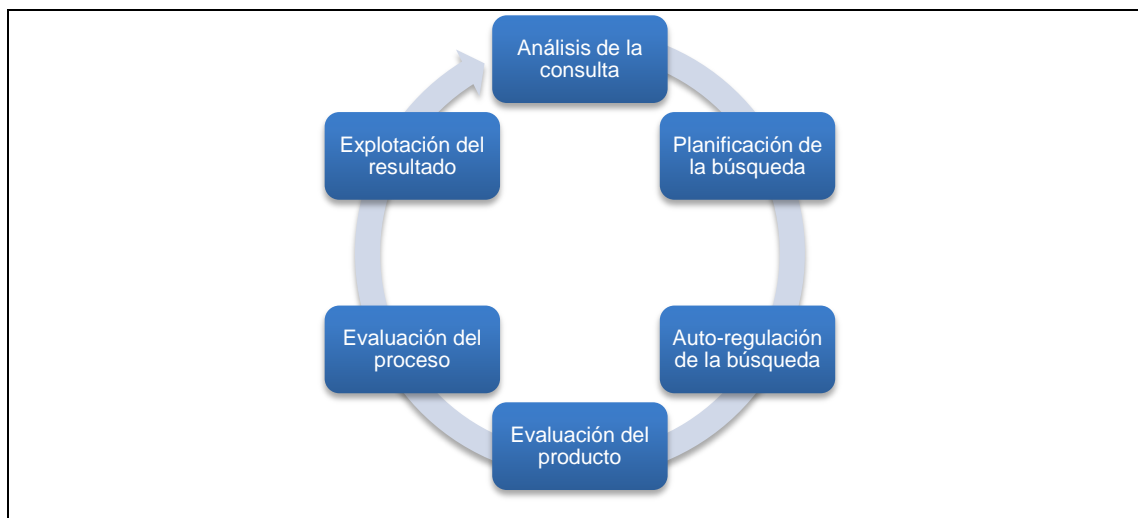 Análisis de la
consulta
Planificación de
la búsqueda
Auto-regulación
de la búsqueda
Evaluación del
producto
Evaluación del
proceso
Explotación del
resultado